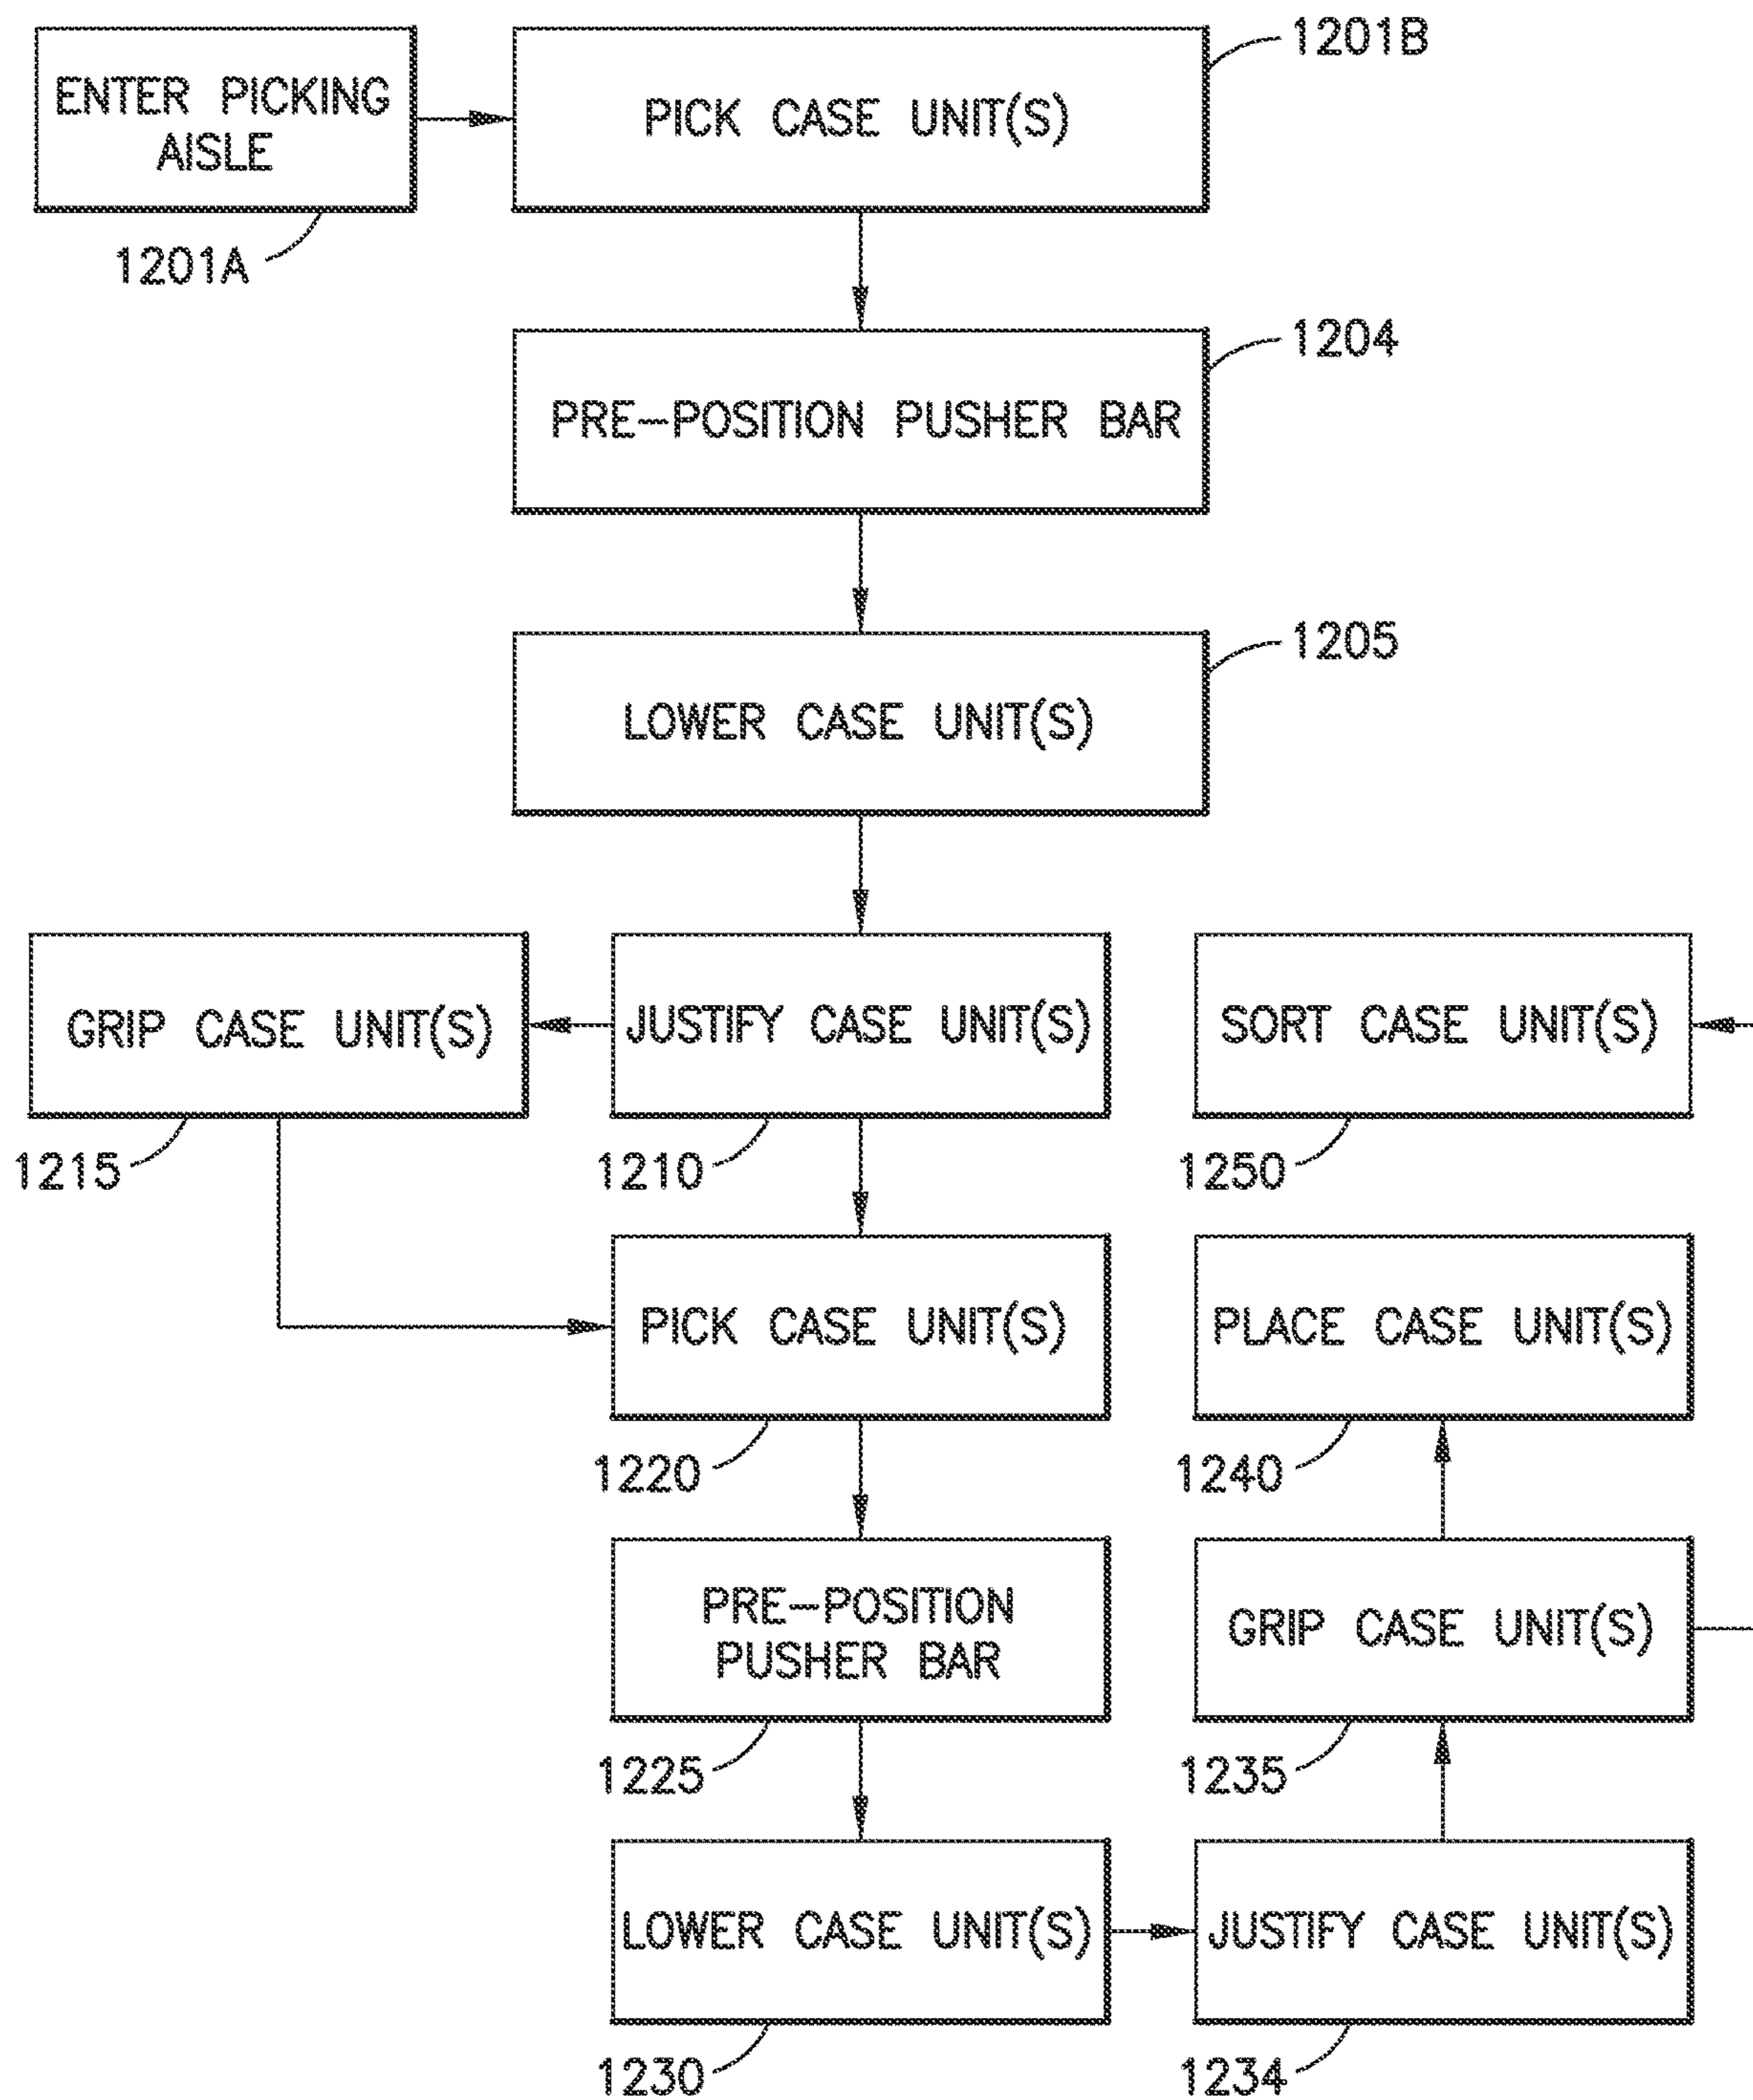 ENTER PICKING
AISLE
1201A
PICK CASE UNIT(S)
1201B
PRE-POSITION PUSHER BAR
1204
LOWER CASE UNIT(S)
1205
GRIP CASE UNIT(S)
1215
JUSTIFY CASE UNIT(S)
1210
SORT CASE UNIT(S)
1250
PICK CASE UNIT(S)
1220
PLACE CASE UNIT(S)
1240
PRE-POSITION
PUSHER BAR
1225
GRIP CASE UNIT(S)
1235
LOWER CASE UNIT(S)
1230
JUSTIFY CASE UNIT(S)
1234